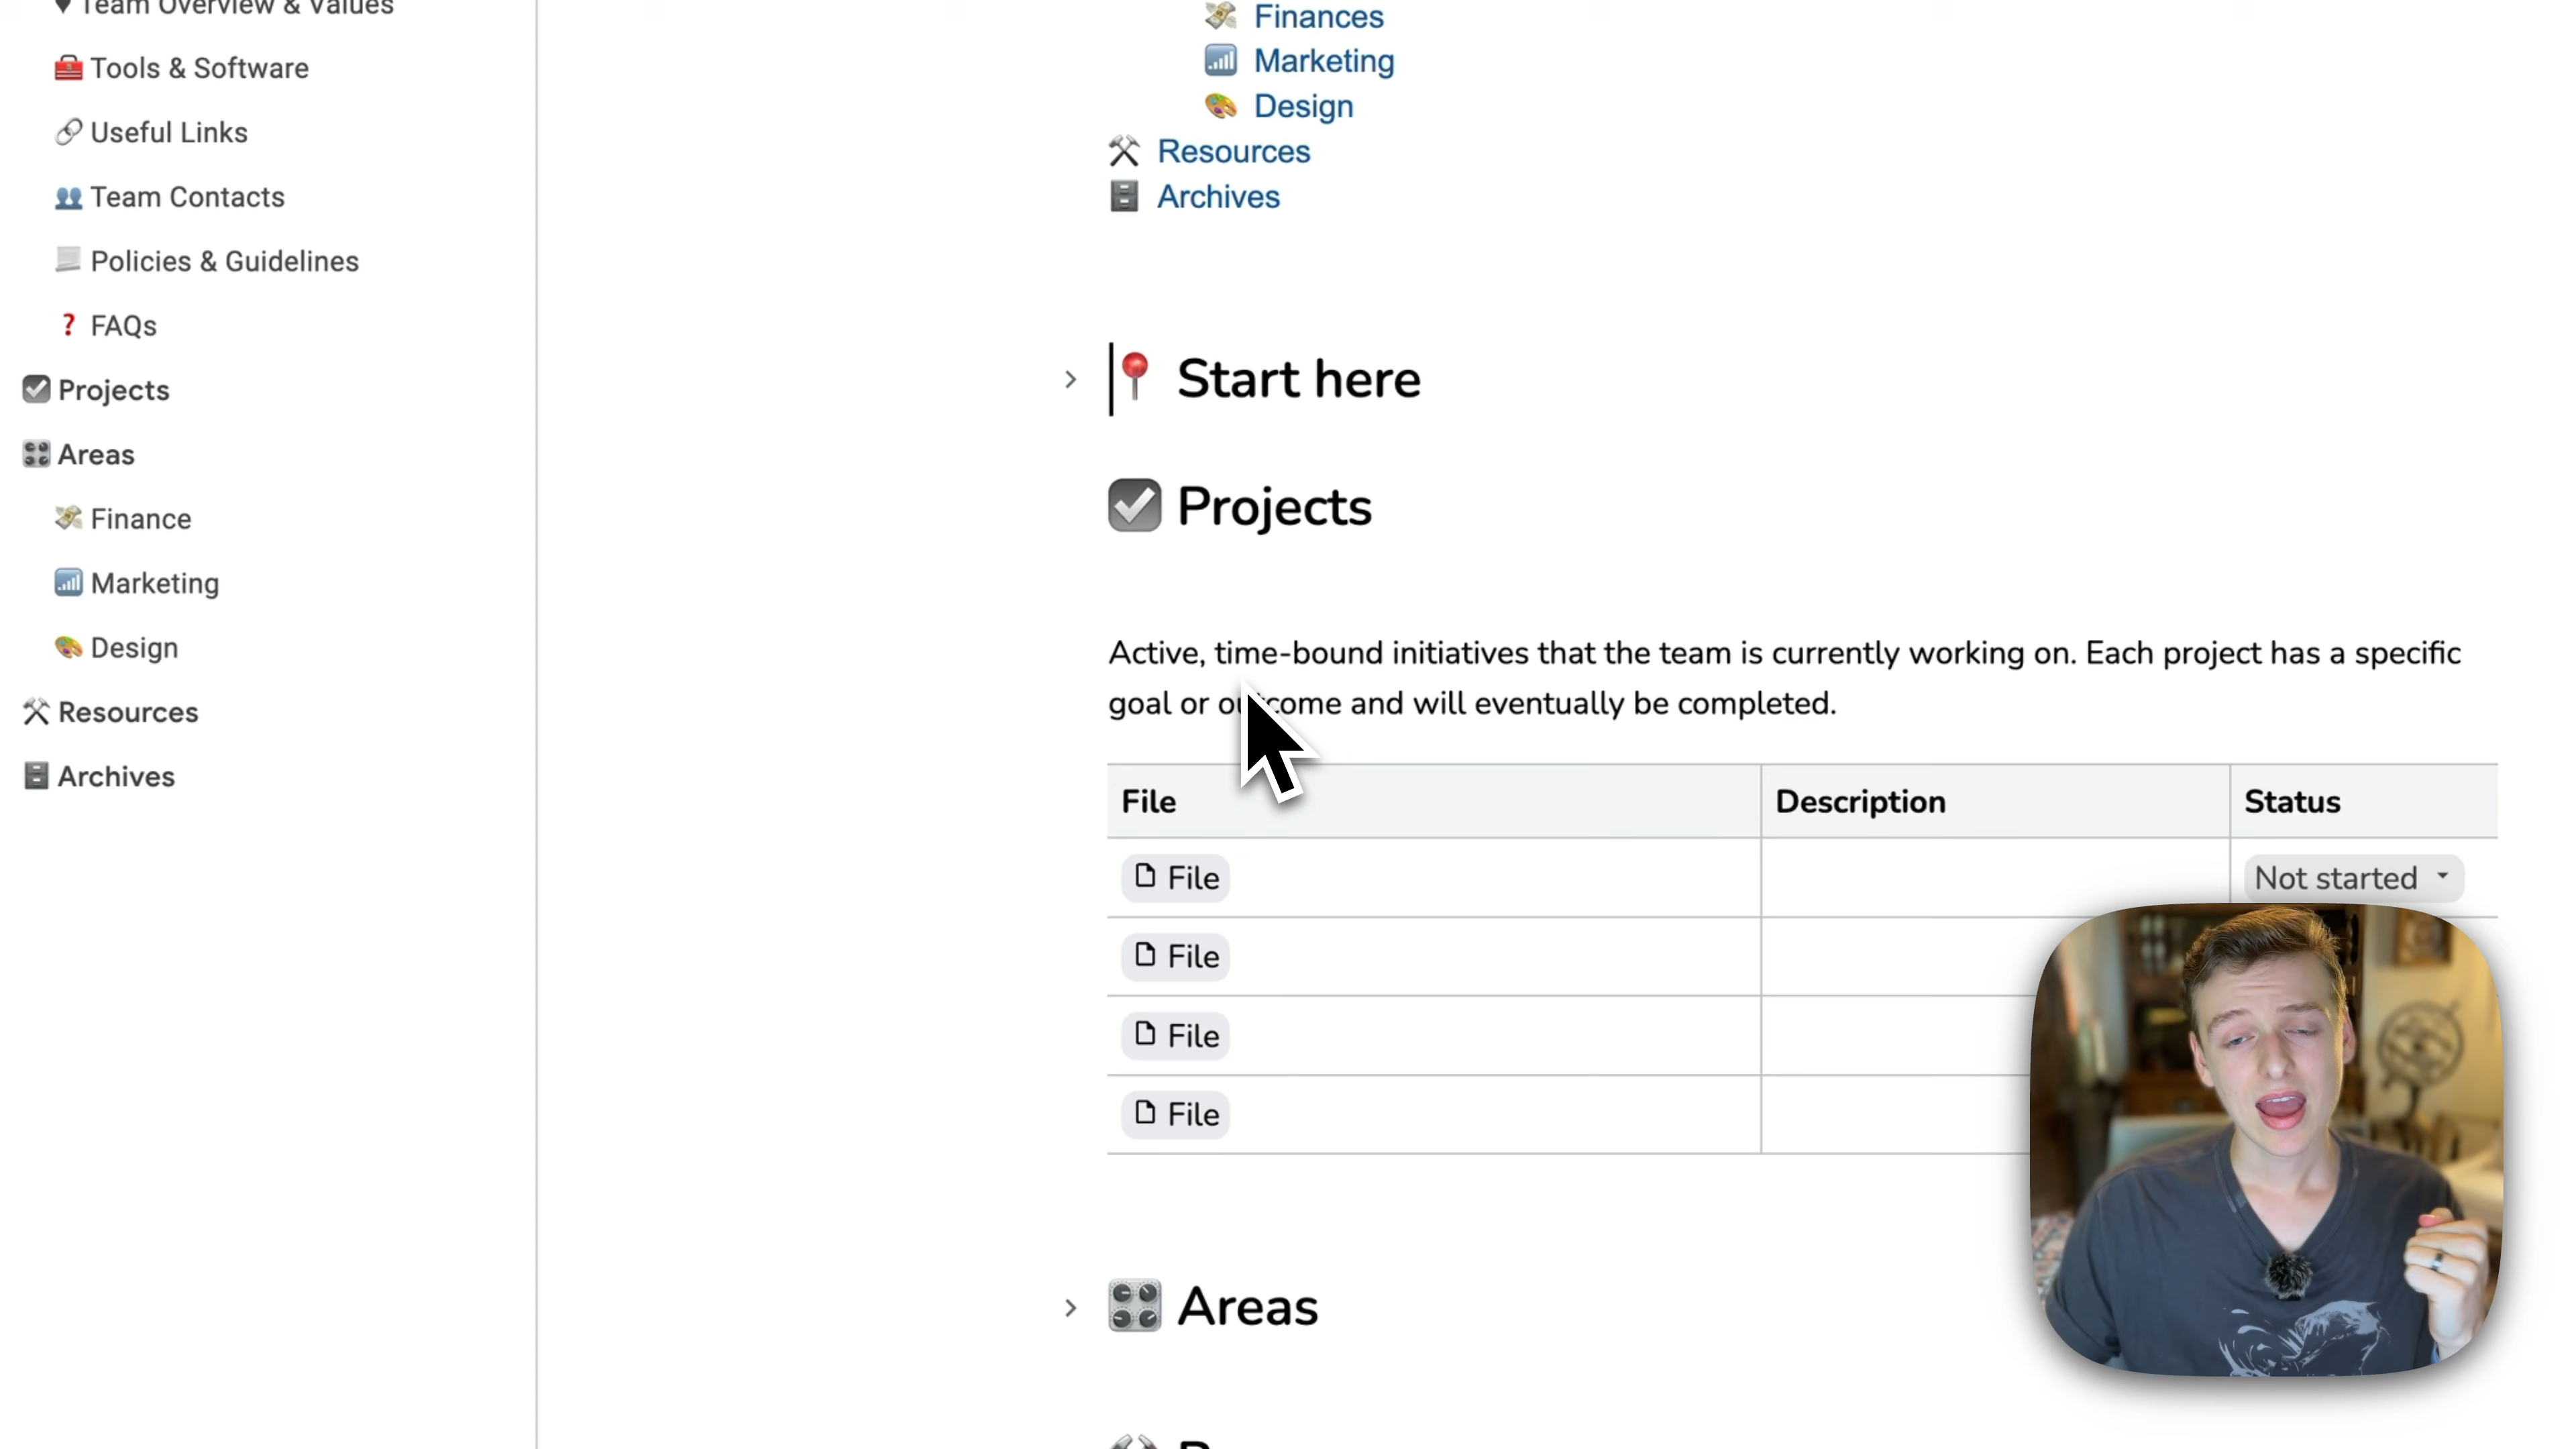 Team Overview & Values
Tools & Software
Useful Links
Team Contacts
Policies & Guidelines
FAQs
Projects
Areas
Finance
Marketing
Design
Resources
Archives
Finances
Marketing
Design
Resources
Archives
Start here
Projects
Active, time-bound initiatives that the team is currently working on. Each project has a specific
goal or outcome and will eventually be completed.
File Description Status
File Not started
File
File
File
Areas